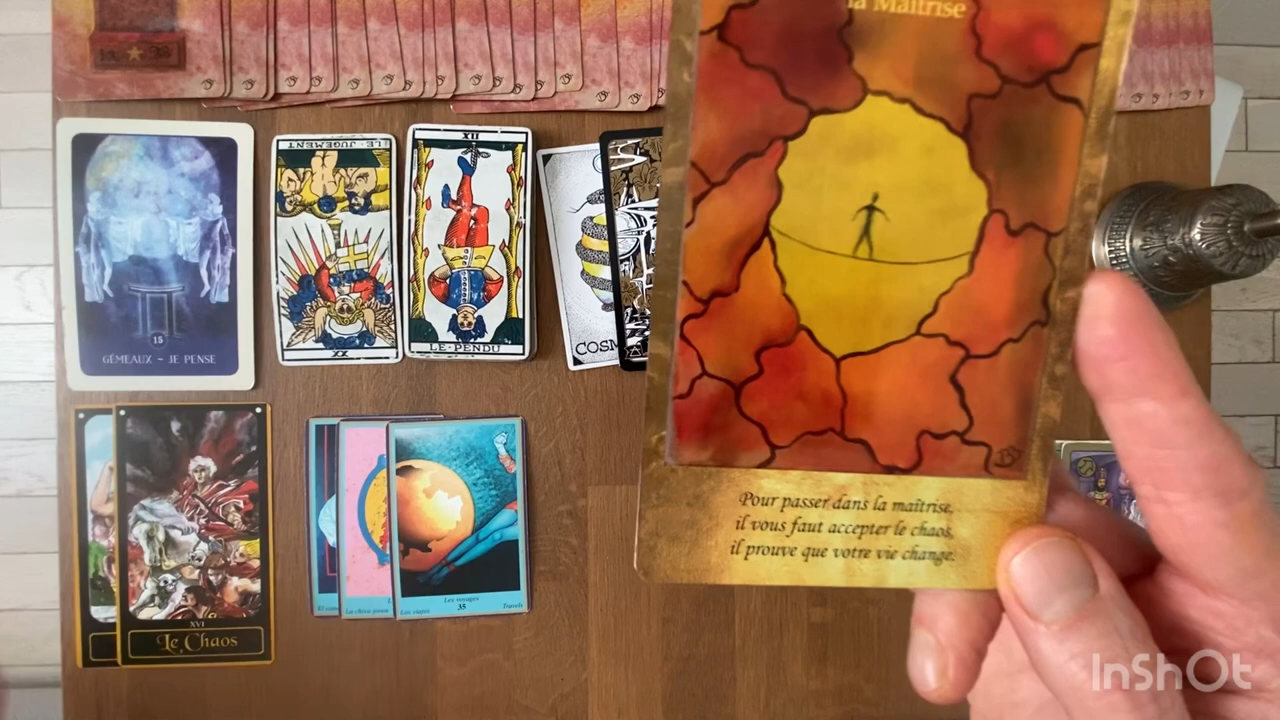 la Maîtrise
LE·JUGEMENT
XX
XII
LE·PENDU
COSM
15
GÉMEAUX ~ JE PENSE
XVI
Le Chaos
Les voyages
35
Los viajes
Travels
Pour passer dans la maîtrise,
il vous faut accepter le chaos,
il prouve que votre vie change.
InShOt